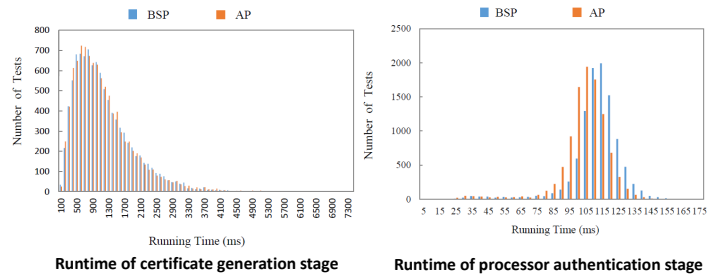 BSP AP
800
700
600
500
400
300
200
100
0
Number of Tests
100 500 900 1300 1700 2100 2500 2900 3300 3700 4100 4500 4900 5300 5700 6100 6500 6900 7300
Running Time (ms)
Runtime of certificate generation stage
BSP AP
2500
2000
1500
1000
500
0
Number of Tests
5 15 25 35 45 55 65 75 85 95 105 115 125 135 145 155 165 175
Running Time (ms)
Runtime of processor authentication stage